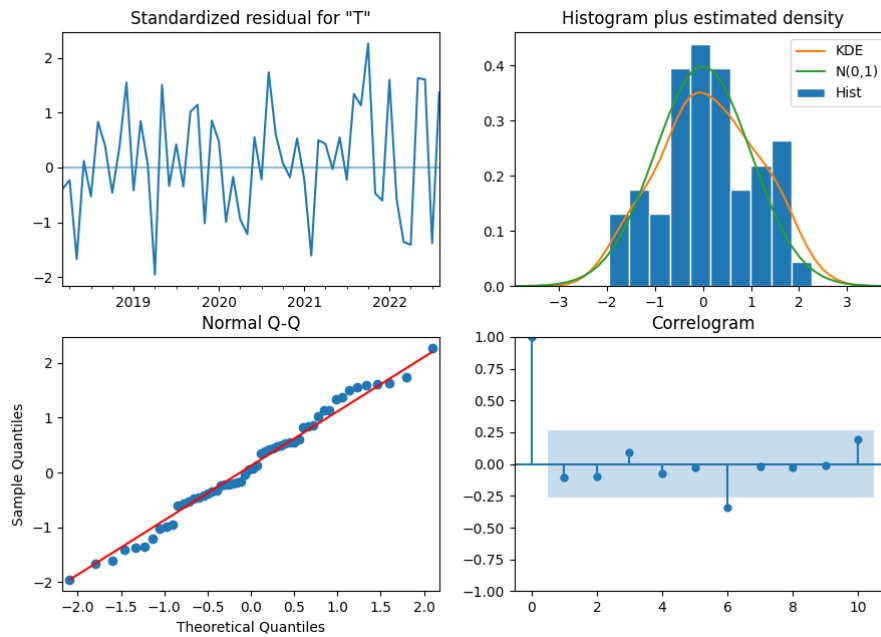 Standardized residual for "T"
2
1
0
−1
−2
2019 2020 2021 2022
Histogram plus estimated density
KDE
N(0,1)
Hist
0.4
0.3
0.2
0.1
0.0
−3 −2 −1 0 1 2 3
Normal Q-Q
Sample Quantiles
2
1
0
−1
−2
−2.0 −1.5 −1.0 −0.5 0.0 0.5 1.0 1.5 2.0
Theoretical Quantiles
Correlogram
1.00
0.75
0.50
0.25
0.00
−0.25
−0.50
−0.75
−1.00
0 2 4 6 8 10